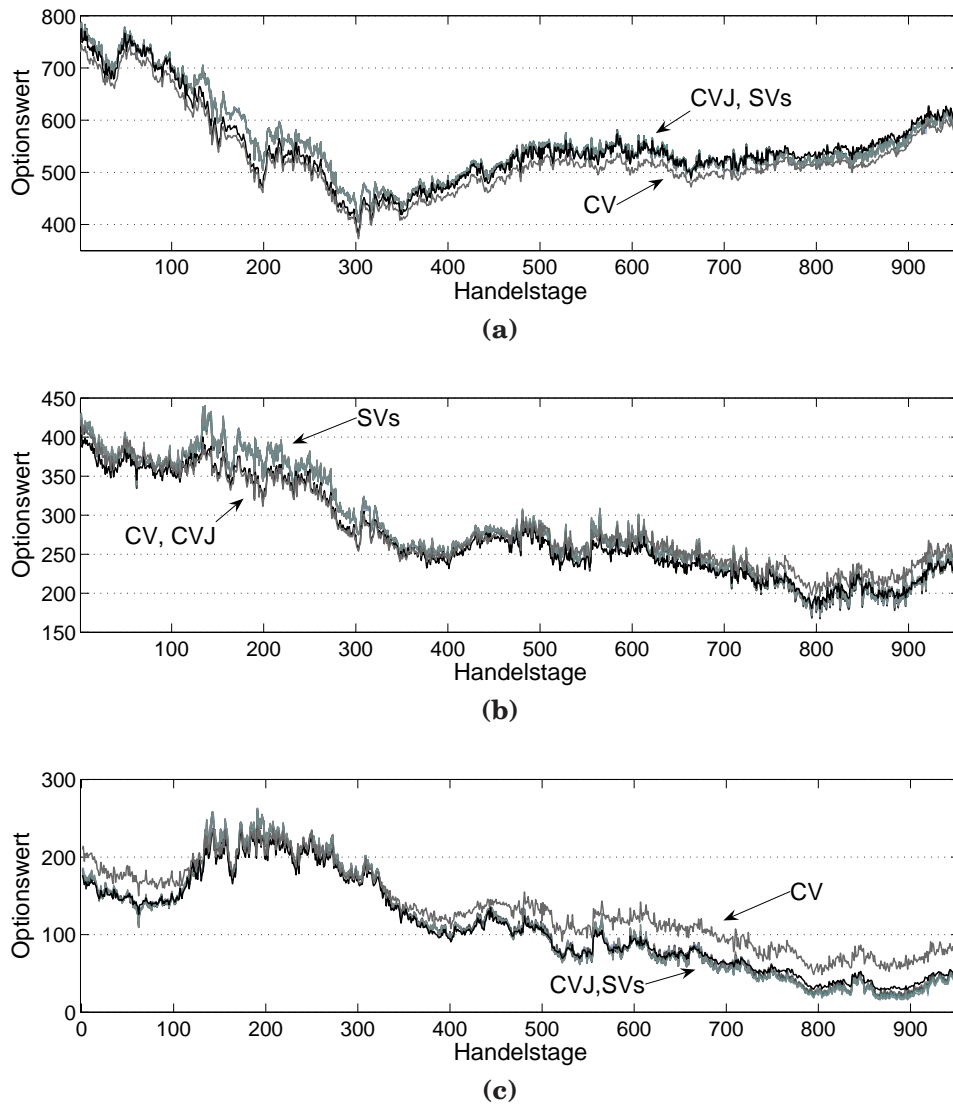 800
700
600
500
400
Optionswert
CVJ, SVs
CV
100 200 300 400 500 600 700 800 900
Handelstage
(a)
450
400
350
300
250
200
150
Optionswert
SVs
CV, CVJ
100 200 300 400 500 600 700 800 900
Handelstage
(b)
300
200
100
0
Optionswert
CV
CVJ,SVs
0 100 200 300 400 500 600 700 800 900
Handelstage
(c)